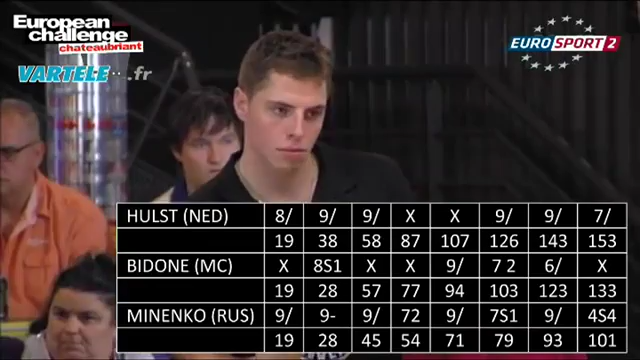 European
challenge
chateaubriant
VARTELE...fr
EUROSPORT 2
HULST (NED) 8/ 9/ 9/ X X 9/ 9/ 7/
19 38 58 87 107 126 143 153
BIDONE (MC) X 8S1 X X 9/ 7 2 6/ X
19 28 57 77 94 103 123 133
MINENKO (RUS) 9/ 9- 9/ 72 9/ 7S1 9/ 4S4
19 28 45 54 71 79 93 101